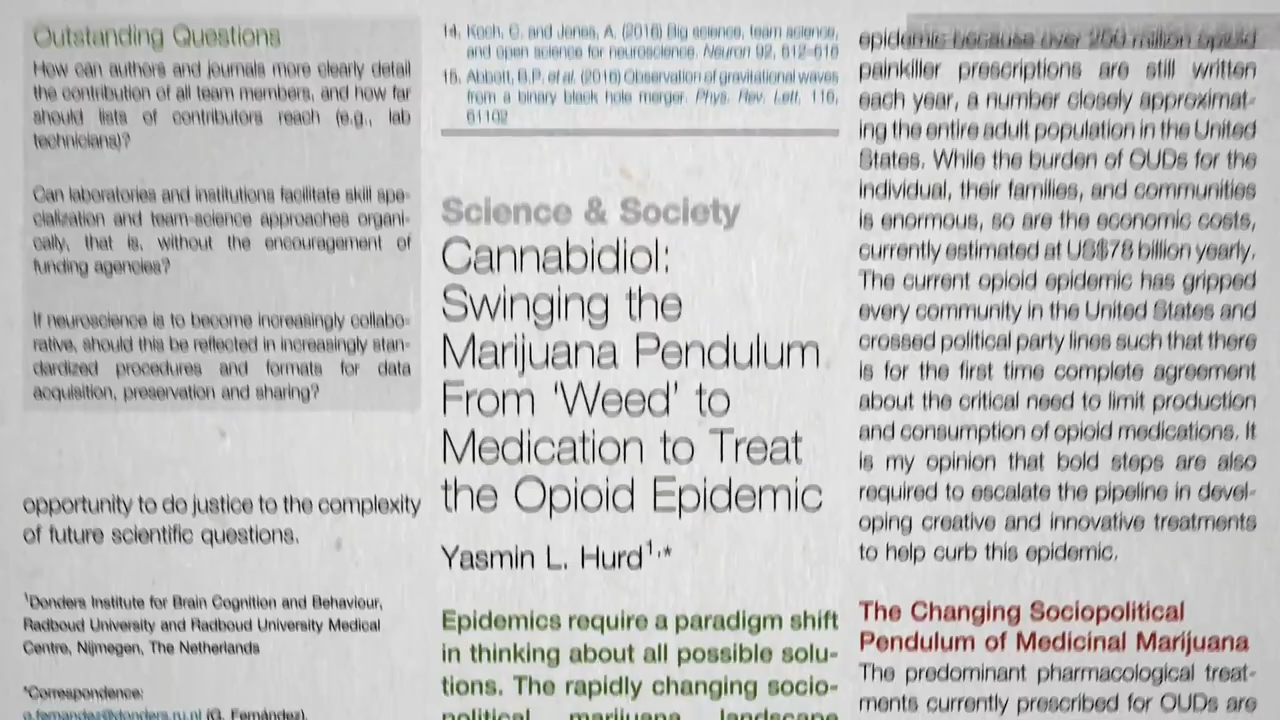 Outstanding Questions
How can authors and journals more clearly detail
the contribution of all team members, and how far
should lists of contributors reach (e.g., lab
technicians)?
Can laboratories and institutions facilitate skill spe-
cialization and team-science approaches organi-
cally, that is, without the encouragement of
funding agencies?
If neuroscience is to become increasingly collabo-
rative, should this be reflected in increasingly stan-
dardized procedures and formats for data
acquisition, preservation and sharing?
opportunity to do justice to the complexity
of future scientific questions.
1Donders Institute for Brain Cognition and Behaviour,
Radboud University and Radboud University Medical
Centre, Nijmegen, The Netherlands
*Correspondence:
g.fernandez@donders.ru.nl (G. Fernández).
14. Koch, C. and Jones, A. (2016) Big science, team science,
and open science for neuroscience. Neuron 92, 612–616
15. Abbott, B.P. et al. (2016) Observation of gravitational waves
from a binary black hole merger. Phys. Rev. Lett. 116,
61102
Science & Society
Cannabidiol:
Swinging the
Marijuana Pendulum
From ‘Weed’ to
Medication to Treat
the Opioid Epidemic
Yasmin L. Hurd1,*
Epidemics require a paradigm shift
in thinking about all possible solu-
tions. The rapidly changing socio-
political marijuana landscape
epidemic because over 250 million opioid
painkiller prescriptions are still written
each year, a number closely approximat-
ing the entire adult population in the United
States. While the burden of OUDs for the
individual, their families, and communities
is enormous, so are the economic costs,
currently estimated at US$78 billion yearly.
The current opioid epidemic has gripped
every community in the United States and
crossed political party lines such that there
is for the first time complete agreement
about the critical need to limit production
and consumption of opioid medications. It
is my opinion that bold steps are also
required to escalate the pipeline in devel-
oping creative and innovative treatments
to help curb this epidemic.
The Changing Sociopolitical
Pendulum of Medicinal Marijuana
The predominant pharmacological treat-
ments currently prescribed for OUDs are